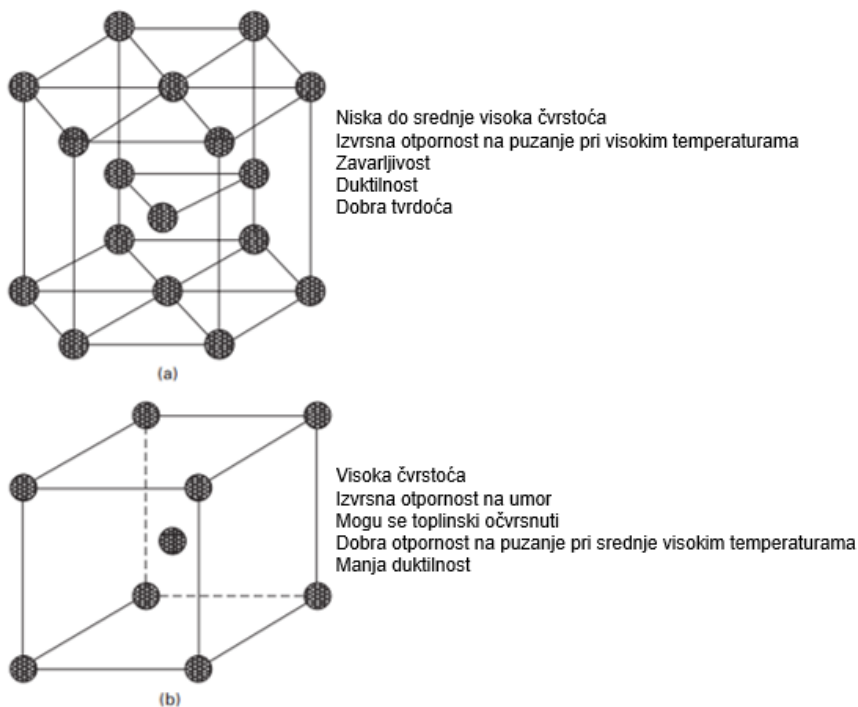 Niska do srednje visoka čvrstoća
Izvrsna otpornost na puzanje pri visokim temperaturama
Zavarljivost
Duktilnost
Dobra tvrdoća
(a)
Visoka čvrstoća
Izvrsna otpornost na umor
Mogu se toplinski očvrsnuti
Dobra otpornost na puzanje pri srednje visokim temperaturama
Manja duktilnost
(b)